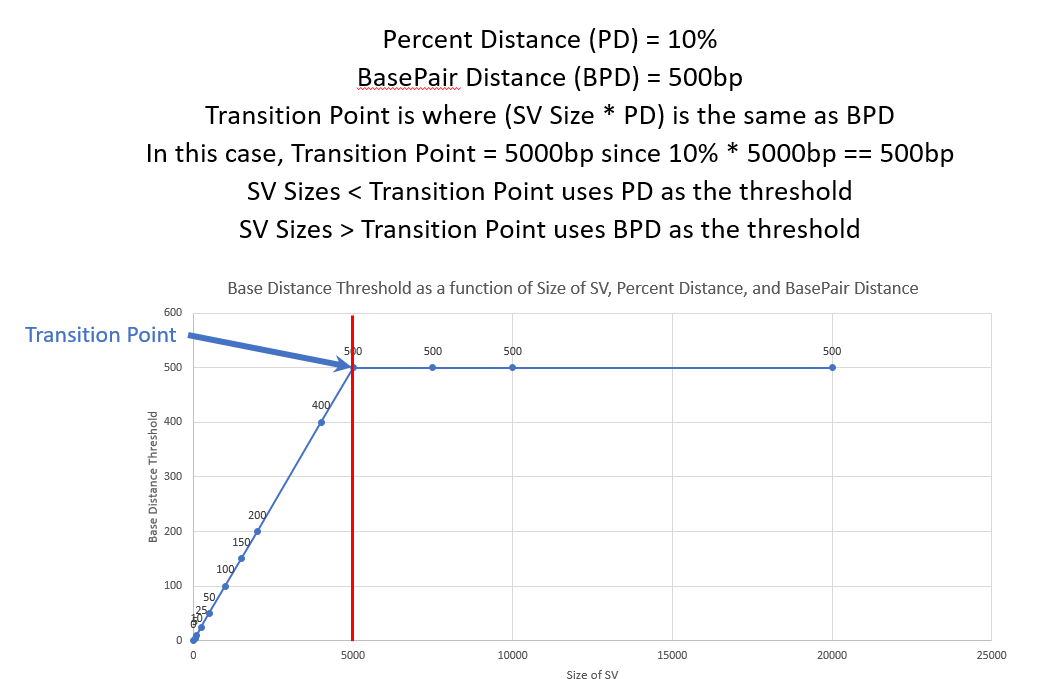 Percent Distance (PD) = 10%
BasePair Distance (BPD) = 500bp
Transition Point is where (SV Size * PD) is the same as BPD
In this case, Transition Point = 5000bp since 10% * 5000bp == 500bp
SV Sizes < Transition Point uses PD as the threshold
SV Sizes > Transition Point uses BPD as the threshold
Base Distance Threshold as a function of Size of SV, Percent Distance, and BasePair Distance
Transition Point
Base Distance Threshold
600
500
400
300
200
100
0
0
10
25
50
100
150
200
400
500
500
500
500
0
5000
10000
15000
20000
25000
Size of SV